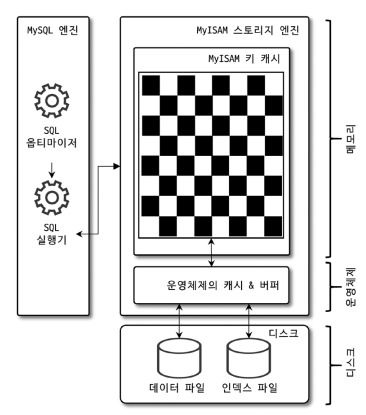 MySQL 엔진
SQL
옵티마이저
SQL
실행기
MyISAM 스토리지 엔진
MyISAM 키 캐시
운영체제의 캐시 & 버퍼
디스크
데이터 파일
인덱스 파일
메모리
운영체제
디스크